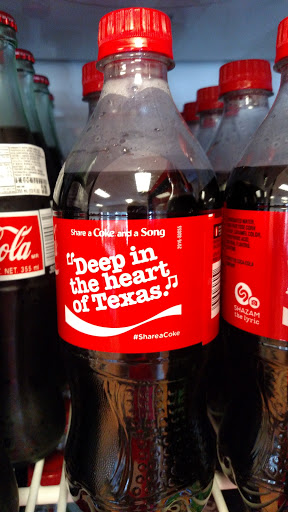 Share a Coke and a Song
"Deep in
the heart
of Texas."
#ShareaCoke
Cola
T. NET. 355 ml
SHAZAM
the lyric